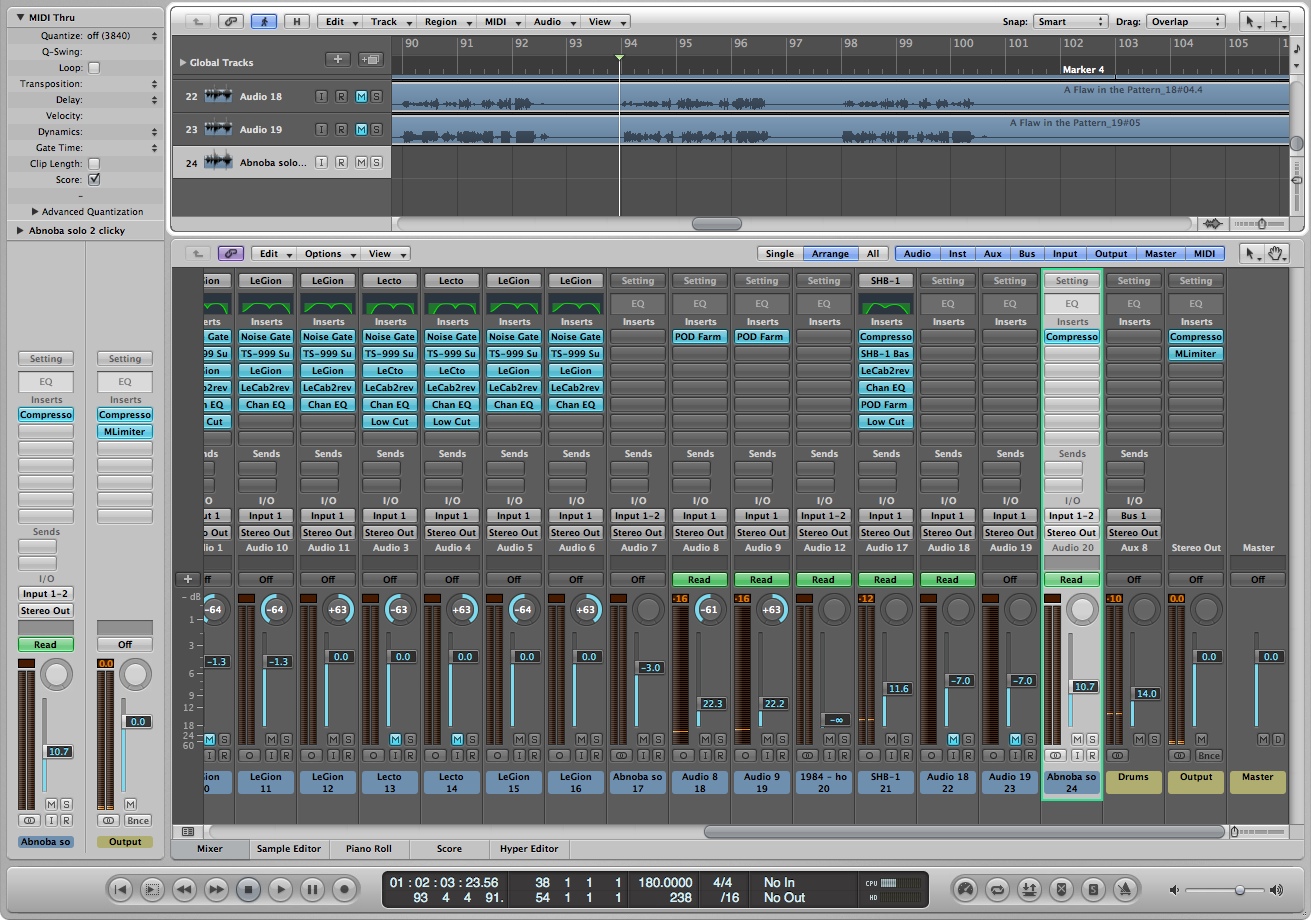 MIDI Thru
Quantize: off (3840)
Q-Swing:
Loop:
Transposition:
Delay:
Velocity:
Dynamics:
Gate Time:
Clip Length:
Score:
–
Advanced Quantization
Abnoba solo 2 clicky
Setting Setting
EQ EQ
Inserts Inserts
Compresso Compresso
MLimiter
Sends
I/O
Input 1-2
Stereo Out
Read Off
0.0
0.0
10.7
M S M
I R Bnce
Abnoba so Output
H Edit Track Region MIDI Audio View Snap: Smart Drag: Overlap
90 91 92 93 94 95 96 97 98 99 100 101 102 103 104 105 1
Global Tracks
Marker 4
22 Audio 18 I R M S A Flaw in the Pattern_18#04.4
23 Audio 19 I R M S A Flaw in the Pattern_19#05
24 Abnoba solo... I R M S
Edit Options View Single Arrange All Audio Inst Aux Bus Input Output Master MIDI
Gion LeGion LeGion Lecto Lecto LeGion LeGion Setting Setting Setting Setting SHB-1 Setting Setting Setting Setting Setting
EQ EQ EQ EQ EQ EQ EQ EQ EQ
erts Inserts Inserts Inserts Inserts Inserts Inserts Inserts Inserts Inserts Inserts Inserts Inserts Inserts Inserts Inserts Inserts
Gate Noise Gate Noise Gate Noise Gate Noise Gate Noise Gate Noise Gate POD Farm POD Farm Compresso Compresso Compresso
-999 Su TS-999 Su TS-999 Su TS-999 Su TS-999 Su TS-999 Su TS-999 Su SHB-1 Bas MLimiter
Gion LeGion LeGion LeCto LeCto LeGion LeGion LeCab2rev
Cab2rev LeCab2rev LeCab2rev LeCab2rev LeCab2rev LeCab2rev LeCab2rev Chan EQ
n EQ Chan EQ Chan EQ Chan EQ Chan EQ Chan EQ Chan EQ POD Farm
Cut Low Cut Low Cut Low Cut
nds Sends Sends Sends Sends Sends Sends Sends Sends Sends Sends Sends Sends Sends Sends Sends
O I/O I/O I/O I/O I/O I/O I/O I/O I/O I/O I/O I/O I/O I/O I/O
ut 1 Input 1 Input 1 Input 1 Input 1 Input 1 Input 1 Input 1-2 Input 1 Input 1 Input 1-2 Input 1 Input 1 Input 1 Input 1-2 Bus 1
Out Stereo Out Stereo Out Stereo Out Stereo Out Stereo Out Stereo Out Stereo Out Stereo Out Stereo Out Stereo Out Stereo Out Stereo Out Stereo Out Stereo Out Stereo Out
io 1 Audio 10 Audio 11 Audio 3 Audio 4 Audio 5 Audio 6 Audio 7 Audio 8 Audio 9 Audio 12 Audio 17 Audio 18 Audio 19 Audio 20 Aux 8 Stereo Out Master
ff Off Off Off Off Off Off Off Read Read Read Read Read Off Read Off Off Off
- dB -16 -16 -12 -10 0.0
-64 -64 +63 -63 +63 -64 +63 -61 +63
1
3
6
9
12
18
24
60
-1.3 -1.3 0.0 0.0 0.0 0.0 0.0 -3.0 22.3 22.2 -∞ 11.6 -7.0 -7.0 10.7 14.0 0.0 0.0
M S M S M S M S M S M S M S M S M S M S M S M S M S M S M S M S M M D
I R I R I R I R I R I R I R I R I R I R I R I R I R I R I R Bnce
Gion LeGion LeGion Lecto Lecto LeGion LeGion Abnoba so Audio 8 Audio 9 1984 - ho SHB-1 Audio 18 Audio 19 Abnoba so Drums Output Master
0 11 12 13 14 15 16 17 18 19 20 21 22 23 24
Mixer Sample Editor Piano Roll Score Hyper Editor
01 : 02 : 03 : 23.56 38 1 1 1 180.0000 4/4 No In CPU
93 4 4 91. 54 1 1 1 238 /16 No Out HD